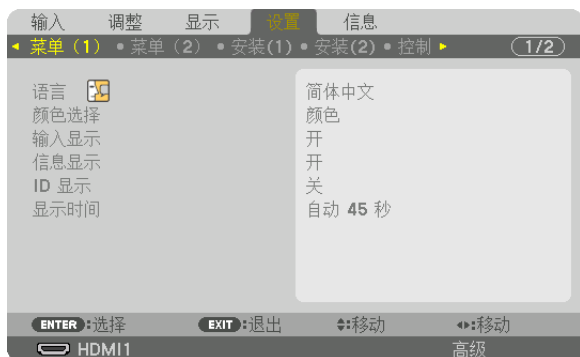 输入 调整 显示 设置 信息
菜单（1） 菜单（2） 安装(1) 安装(2) 控制 1/2
语言 简体中文
颜色选择 颜色
输入显示 开
信息显示 开
ID 显示 关
显示时间 自动 45 秒
ENTER:选择 EXIT:退出 :移动 :移动
HDMI1 高级